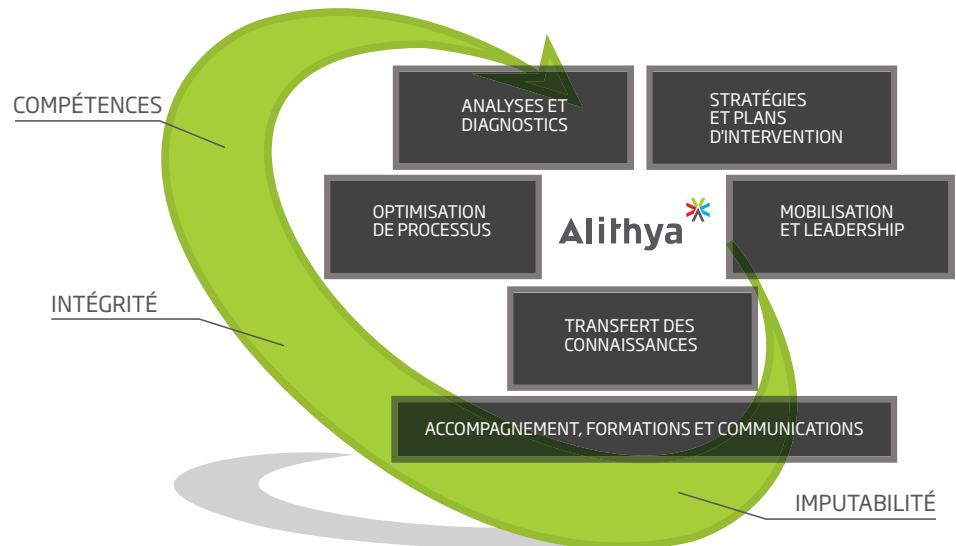 COMPÉTENCES
ANALYSES ET
DIAGNOSTICS
STRATÉGIES
ET PLANS
D'INTERVENTION
OPTIMISATION
DE PROCESSUS
Alithya
MOBILISATION
ET LEADERSHIP
INTÉGRITÉ
TRANSFERT DES
CONNAISSANCES
ACCOMPAGNEMENT, FORMATIONS ET COMMUNICATIONS
IMPUTABILITÉ